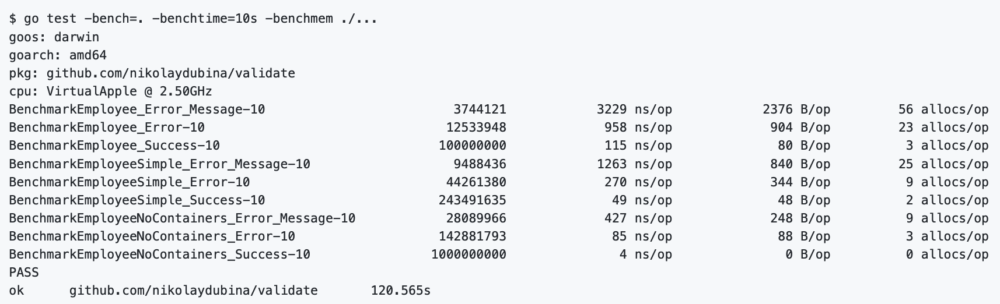 $ go test -bench=. -benchtime=10s -benchmem ./...
goos: darwin
goarch: amd64
pkg: github.com/nikolaydubina/validate
cpu: VirtualApple @ 2.50GHz
BenchmarkEmployee_Error_Message-10 3744121 3229 ns/op 2376 B/op 56 allocs/op
BenchmarkEmployee_Error-10 12533948 958 ns/op 904 B/op 23 allocs/op
BenchmarkEmployee_Success-10 100000000 115 ns/op 80 B/op 3 allocs/op
BenchmarkEmployeeSimple_Error_Message-10 9488436 1263 ns/op 840 B/op 25 allocs/op
BenchmarkEmployeeSimple_Error-10 44261380 270 ns/op 344 B/op 9 allocs/op
BenchmarkEmployeeSimple_Success-10 243491635 49 ns/op 48 B/op 2 allocs/op
BenchmarkEmployeeNoContainers_Error_Message-10 28089966 427 ns/op 248 B/op 9 allocs/op
BenchmarkEmployeeNoContainers_Error-10 142881793 85 ns/op 88 B/op 3 allocs/op
BenchmarkEmployeeNoContainers_Success-10 1000000000 4 ns/op 0 B/op 0 allocs/op
PASS
ok github.com/nikolaydubina/validate 120.565s